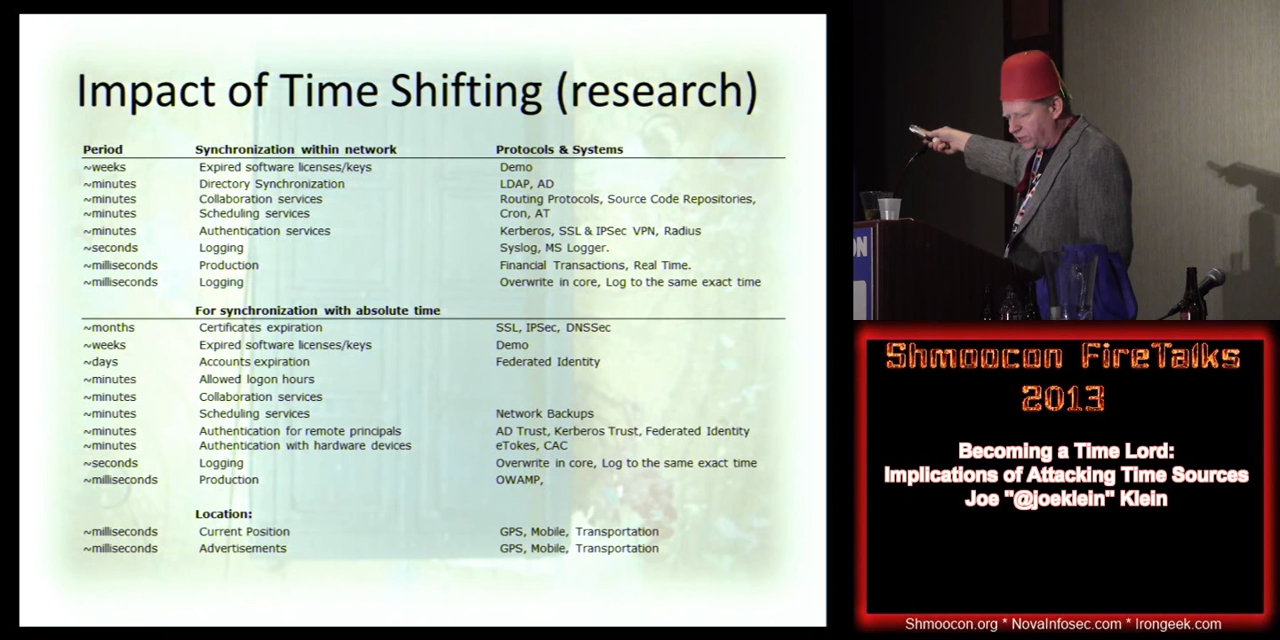 Impact of Time Shifting (research)
Period Synchronization within network Protocols & Systems
~weeks Expired software licenses/keys Demo
~minutes Directory Synchronization LDAP, AD
~minutes Collaboration services Routing Protocols, Source Code Repositories,
~minutes Scheduling services Cron, AT
~minutes Authentication services Kerberos, SSL & IPSec VPN, Radius
~seconds Logging Syslog, MS Logger.
~milliseconds Production Financial Transactions, Real Time.
~milliseconds Logging Overwrite in core, Log to the same exact time
For synchronization with absolute time
~months Certificates expiration SSL, IPSec, DNSSec
~weeks Expired software licenses/keys Demo
~days Accounts expiration Federated Identity
~minutes Allowed logon hours
~minutes Collaboration services
~minutes Scheduling services Network Backups
~minutes Authentication for remote principals AD Trust, Kerberos Trust, Federated Identity
~minutes Authentication with hardware devices eTokes, CAC
~seconds Logging Overwrite in core, Log to the same exact time
~milliseconds Production OWAMP,
Location:
~milliseconds Current Position GPS, Mobile, Transportation
~milliseconds Advertisements GPS, Mobile, Transportation
ON
Shmoocon FireTalks
2013
Becoming a Time Lord:
Implications of Attacking Time Sources
Joe "@joeklein" Klein
Shmoocon.org * NovaInfosec.com * Irongeek.com